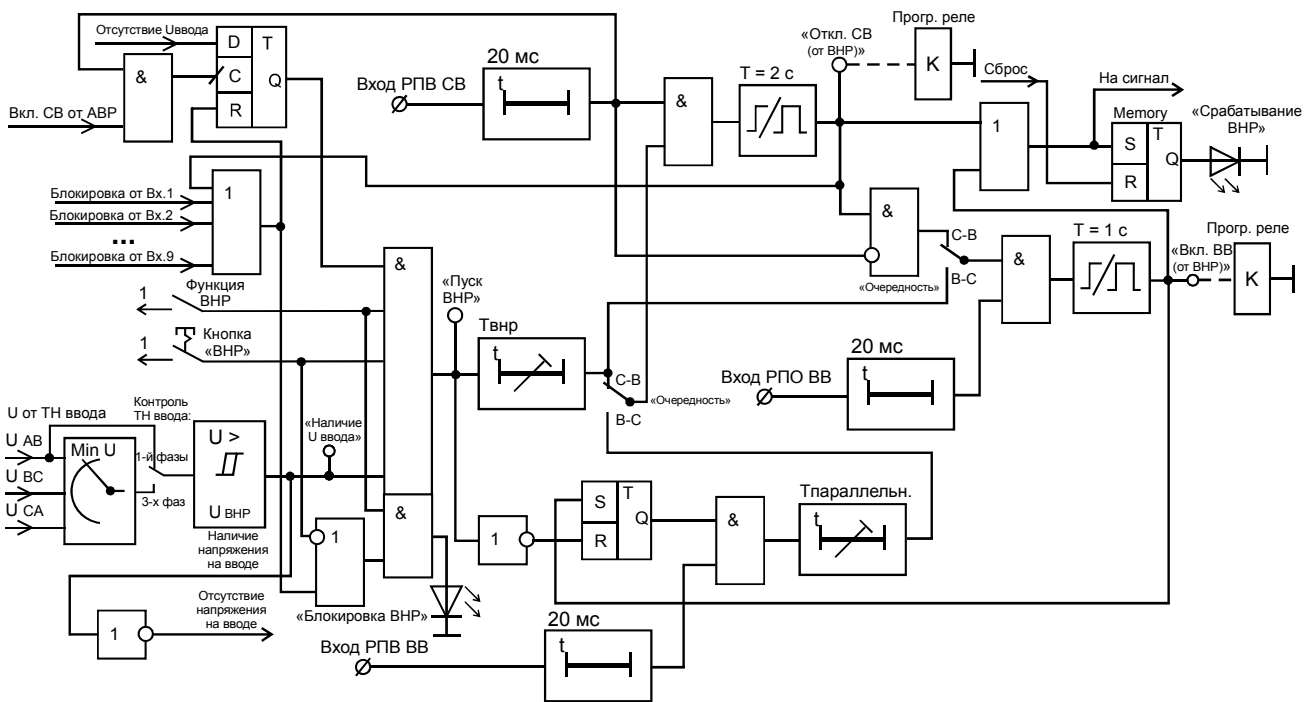 Отсутствие Uввода
D
T
C
Q
R
&
Вкл. СВ от АВР
20 мс
t
Вход РПВ СВ
&
T = 2 с
«Откл. СВ
(от ВНР)»
Прогр. реле
K
Сброс
На сигнал
1
Memory
S
T
Q
R
«Срабатывание
ВНР»
Блокировка от Вх.1
Блокировка от Вх.2
...
Блокировка от Вх.9
1
&
С-В
В-С
«Очередность»
&
T = 1 с
Прогр. реле
«Вкл. ВВ
(от ВНР)»
K
Функция
ВНР
1
Кнопка
«ВНР»
1
&
«Пуск
ВНР»
Tвнр
t
С-В
В-С
«Очередность»
20 мс
t
Вход РПО ВВ
U от ТН ввода
Контроль
ТН ввода:
U АВ
U ВС
U СА
Min U
1-й фазы
3-х фаз
U >
U ВНР
Наличие
напряжения
на вводе
«Наличие
U ввода»
&
1
«Блокировка ВНР»
1
S
T
Q
R
&
Tпараллельн.
t
Отсутствие
напряжения
на вводе
1
20 мс
t
Вход РПВ ВВ